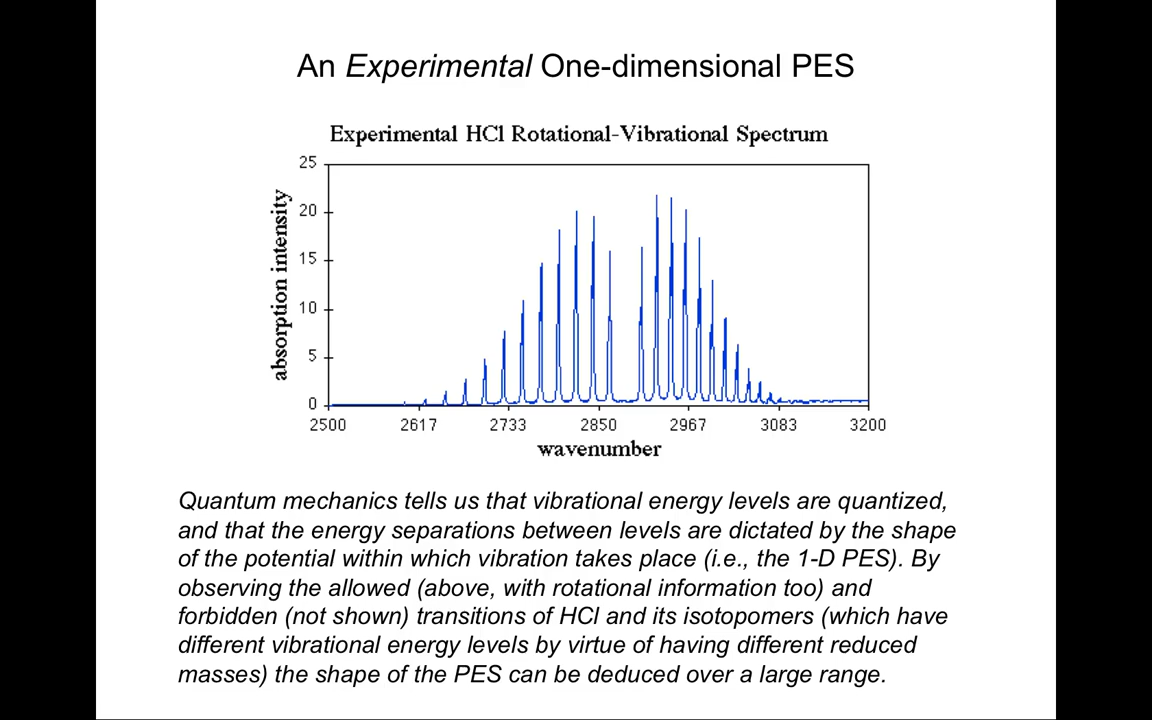 An Experimental One-dimensional PES
Experimental HCl Rotational-Vibrational Spectrum
25
20
15
10
5
0
absorption intensity
2500 2617 2733 2850 2967 3083 3200
wavenumber
Quantum mechanics tells us that vibrational energy levels are quantized,
and that the energy separations between levels are dictated by the shape
of the potential within which vibration takes place (i.e., the 1-D PES). By
observing the allowed (above, with rotational information too) and
forbidden (not shown) transitions of HCl and its isotopomers (which have
different vibrational energy levels by virtue of having different reduced
masses) the shape of the PES can be deduced over a large range.